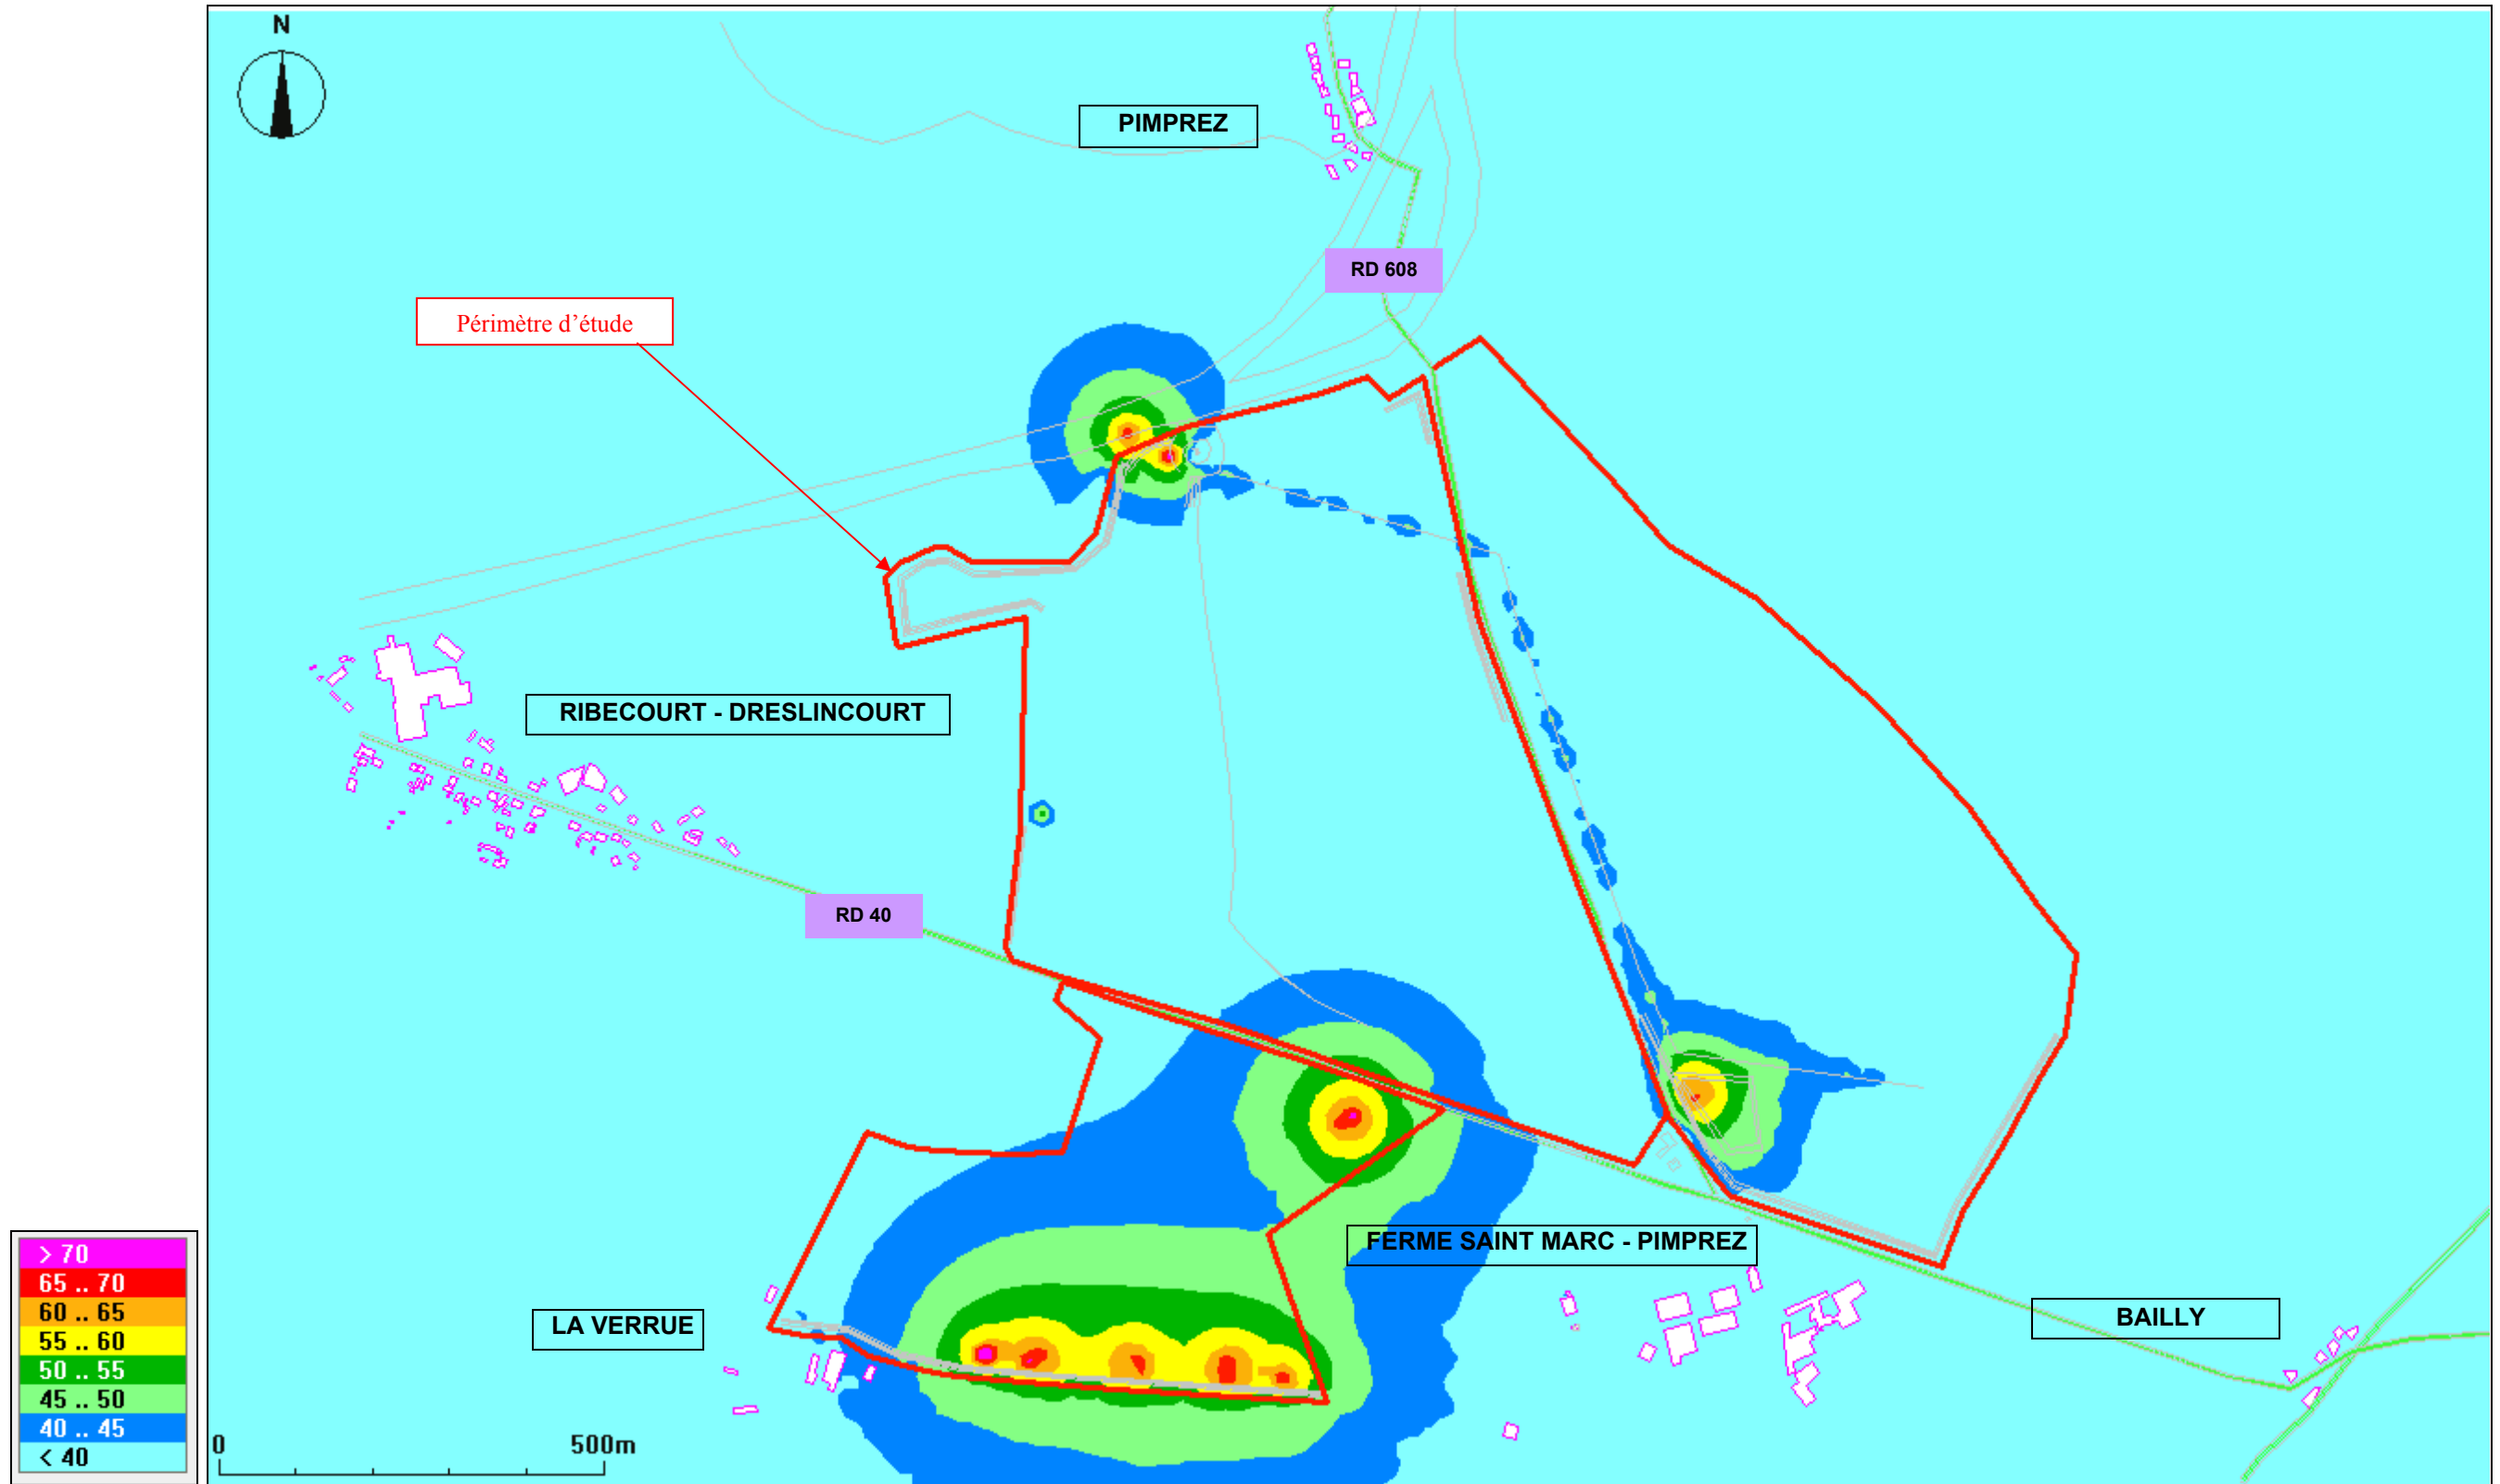 N
PIMPREZ
RD 608
Périmètre d'étude
RIBECOURT - DRESLINCOURT
RD 40
FERME SAINT MARC - PIMPREZ
LA VERRUE
BAILLY
> 70
65 .. 70
60 .. 65
55 .. 60
50 .. 55
45 .. 50
40 .. 45
< 40
0 500m